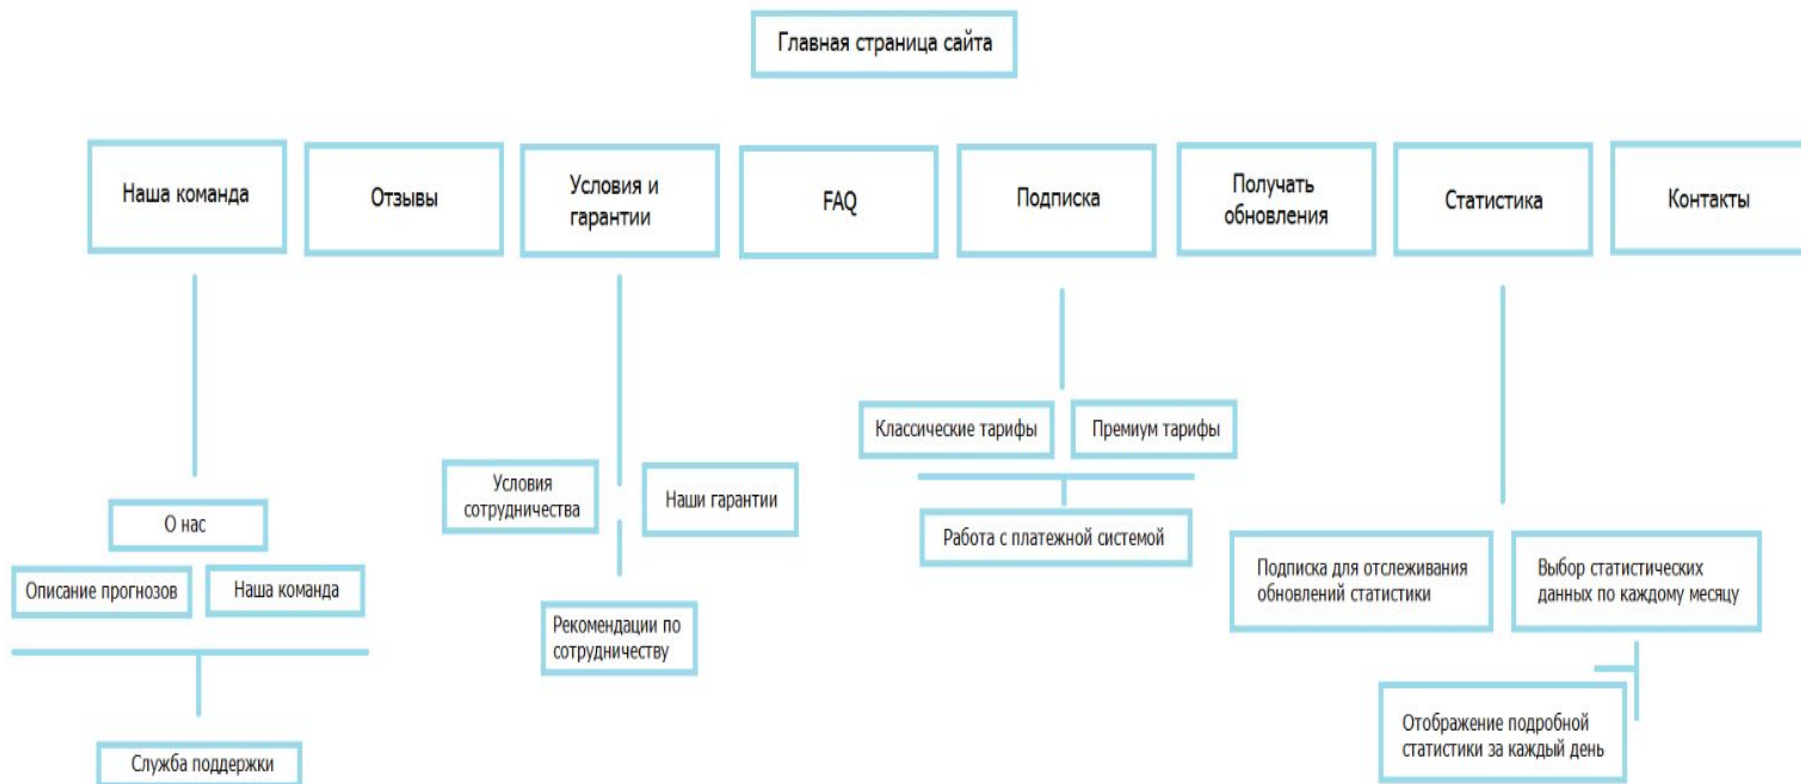 Главная страница сайта
Наша команда
Отзывы
Условия и
гарантии
FAQ
Подписка
Получать
обновления
Статистика
Контакты
Классические тарифы
Премиум тарифы
Условия
сотрудничества
Наши гарантии
О нас
Работа с платежной системой
Подписка для отслеживания
обновлений статистики
Выбор статистических
данных по каждому месяцу
Описание прогнозов
Наша команда
Рекомендации по
сотрудничеству
Отображение подробной
статистики за каждый день
Служба поддержки